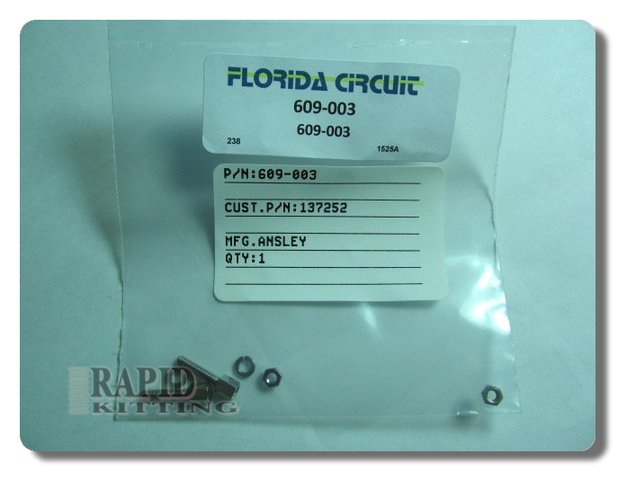 FLORIDA CIRCUIT
609-003
609-003
238 1525A
P/N:609-003
CUST.P/N:137252
MFG.ANSLEY
QTY:1
RAPID
KITTING